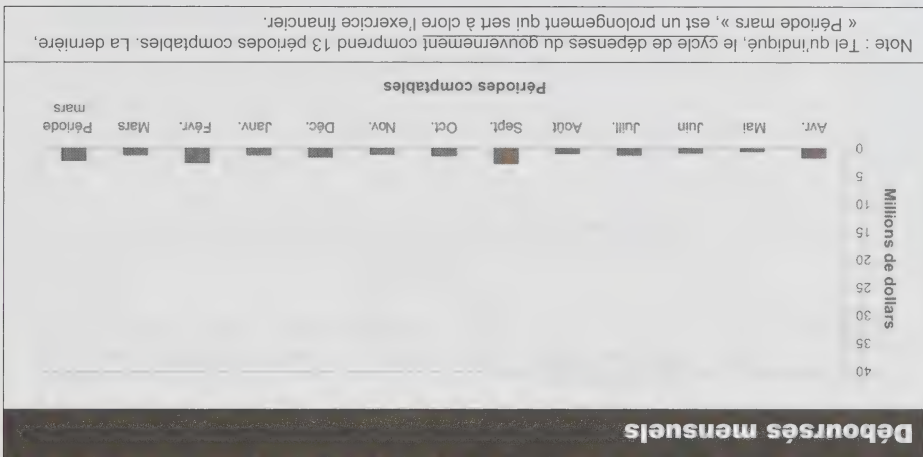 Déboursés mensuels
Millions de dollars
40
35
30
25
20
15
10
5
0
Avr. Mai Juin Juill. Août Sept. Oct. Nov. Déc. Janv. Févr. Mars Période mars
Périodes comptables
Note : Tel qu'indiqué, le cycle de dépenses du gouvernement comprend 13 périodes comptables. La dernière,
« Période mars », est un prolongement qui sert à clore l'exercice financier.